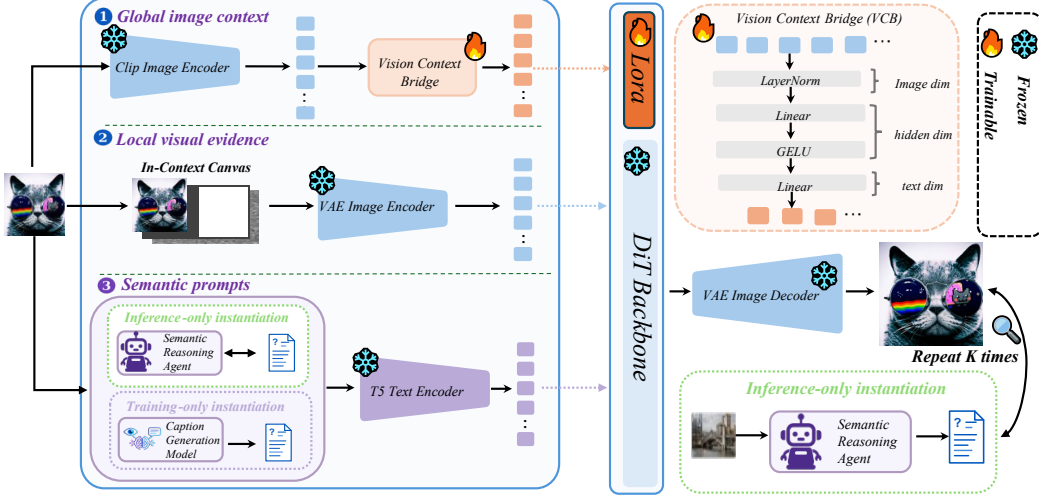 1 Global image context
Clip Image Encoder
Vision Context
Bridge
2 Local visual evidence
In-Context Canvas
VAE Image Encoder
3 Semantic prompts
Inference-only instantiation
Semantic
Reasoning
Agent
Training-only instantiation
Caption
Generation
Model
T5 Text Encoder
Lora
DiT Backbone
Vision Context Bridge (VCB)
LayerNorm
Image dim
Linear
hidden dim
GELU
Linear
text dim
Trainable
Frozen
VAE Image Decoder
Repeat K times
Inference-only instantiation
Semantic
Reasoning
Agent